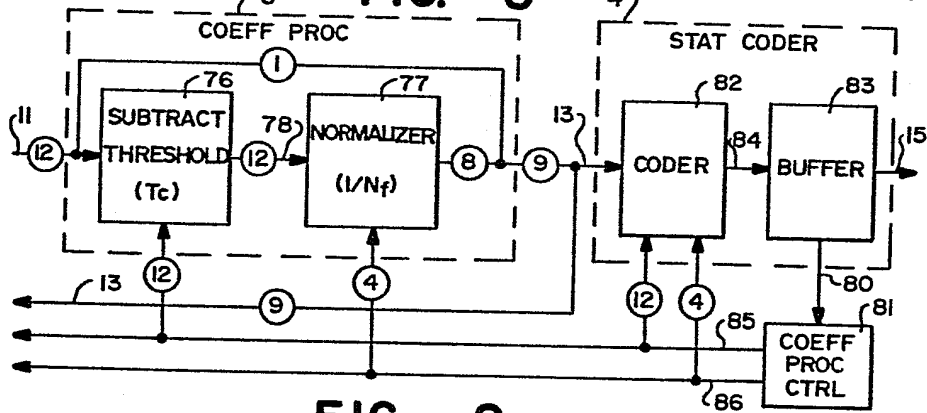 COEFF PROC
STAT CODER
1
76
77
82
83
11
12
SUBTRACT
THRESHOLD
(Tc)
12
78
NORMALIZER
(1/Nf)
8
9
13
CODER
84
BUFFER
15
12
4
12
4
80
13
9
85
81
COEFF
PROC
CTRL
86